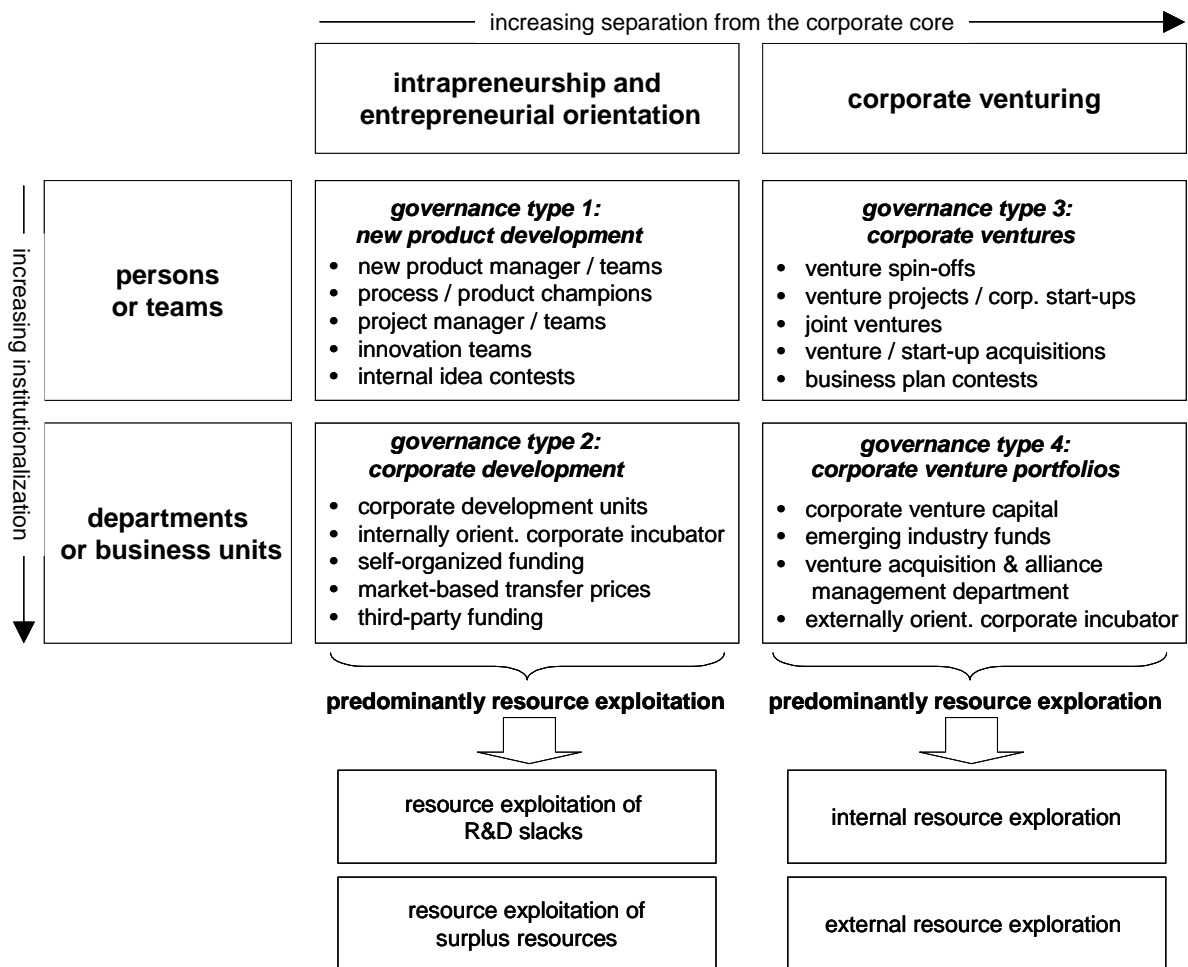 increasing separation from the corporate core
intrapreneurship and
entrepreneurial orientation
corporate venturing
increasing institutionalization
persons
or teams
governance type 1:
new product development
• new product manager / teams
• process / product champions
• project manager / teams
• innovation teams
• internal idea contests
governance type 3:
corporate ventures
• venture spin-offs
• venture projects / corp. start-ups
• joint ventures
• venture / start-up acquisitions
• business plan contests
departments
or business units
governance type 2:
corporate development
• corporate development units
• internally orient. corporate incubator
• self-organized funding
• market-based transfer prices
• third-party funding
governance type 4:
corporate venture portfolios
• corporate venture capital
• emerging industry funds
• venture acquisition & alliance
management department
• externally orient. corporate incubator
predominantly resource exploitation
predominantly resource exploration
resource exploitation of
R&D slacks
internal resource exploration
resource exploitation of
surplus resources
external resource exploration